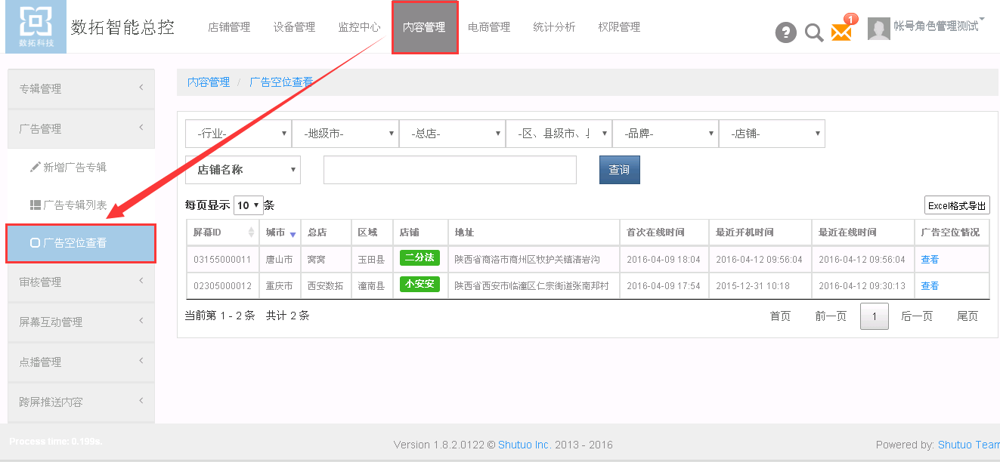 数拓科技
数拓智能总控 店铺管理 设备管理 监控中心 内容管理 电商管理 统计分析 权限管理 ? 1 帐号角色管理测试
专辑管理
广告管理
新增广告专辑
广告专辑列表
广告空位查看
审核管理
屏幕互动管理
点播管理
跨屏推送内容
内容管理 / 广告空位查看
-行业- -地级市- -总店- -区、县级市、 -品牌- -店铺-
店铺名称 查询
每页显示 10 条 Excel格式导出
屏幕ID 城市 总店 区域 店铺 地址 首次在线时间 最近开机时间 最近在线时间 广告空位情况
03155000011 唐山市 窝窝 玉田县 二分法 陕西省商洛市商州区牧护关镇清岩沟 2016-04-09 18:04 2016-04-12 09:56:04 2016-04-12 09:56:04 查看
02305000012 重庆市 西安数拓 潼南县 小安安 陕西省西安市临潼区仁宗街道张南邦村 2016-04-09 17:54 2015-12-31 10:18 2016-04-12 09:30:13 查看
当前第 1 - 2 条 共计 2 条 首页 前一页 1 后一页 尾页
Process time: 0.199s.
Version 1.8.2.0122 © Shutuo Inc. 2013 - 2016
Powered by: Shutuo Team